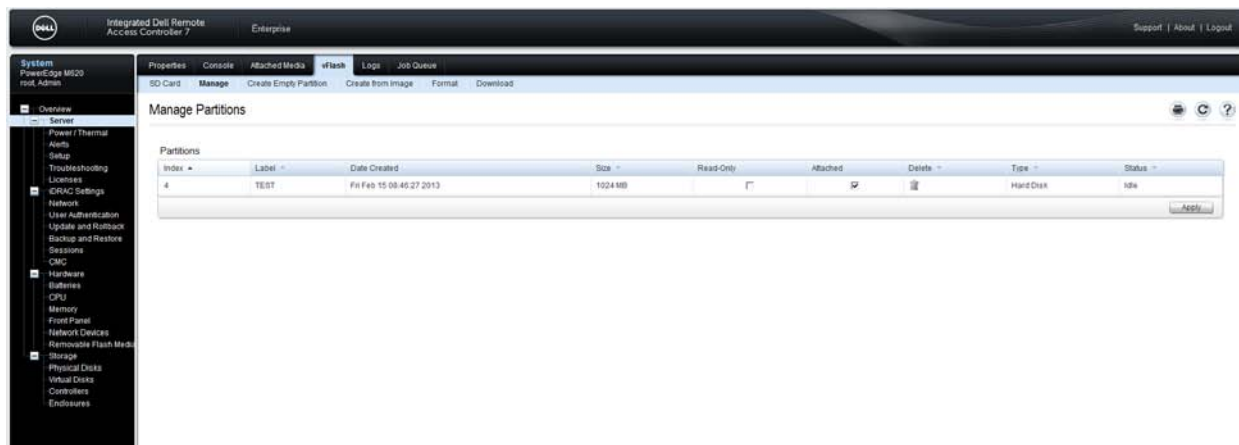 DELL
Integrated Dell Remote
Access Controller 7
Enterprise
Support | About | Logout
System
PowerEdge M620
root, Admin
Properties Console Attached Media vFlash Logs Job Queue
SD Card Manage Create Empty Partition Create from Image Format Download
Overview
Server
Power / Thermal
Alerts
Setup
Troubleshooting
Licenses
iDRAC Settings
Network
User Authentication
Update and Rollback
Backup and Restore
Sessions
CMC
Hardware
Batteries
CPU
Memory
Front Panel
Network Devices
Removable Flash Media
Storage
Physical Disks
Virtual Disks
Controllers
Enclosures
Manage Partitions
?
Partitions
Index Label Date Created Size Read-Only Attached Delete Type Status
4 TEST Fri Feb 15 08:46:27 2013 1024 MB Hard Disk Idle
Apply